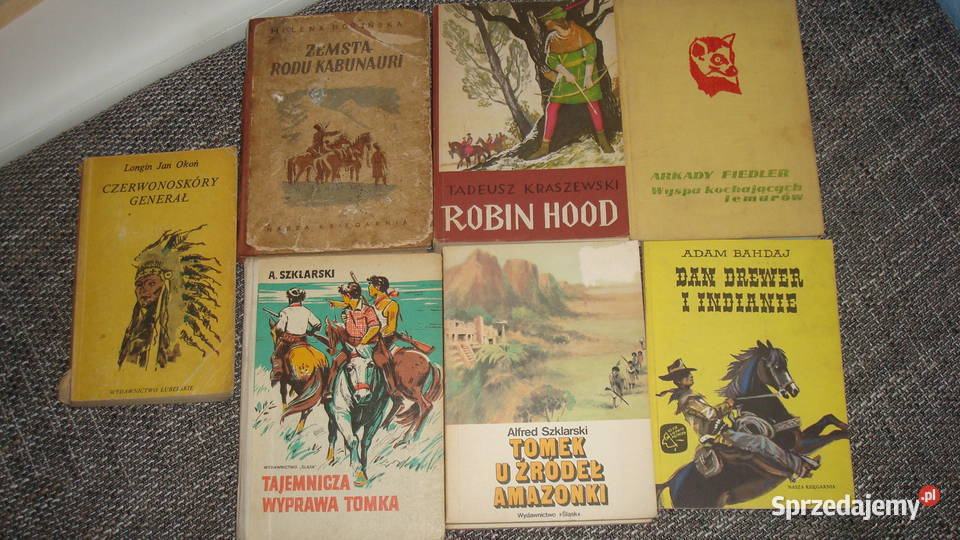 Longin Jan Okoń
CZERWONOSKÓRY
GENERAŁ
WYDAWNICTWO LUBELSKIE
HELENA BOBIŃSKA
ZEMSTA
RODU KABUNAURI
NASZA KSIĘGARNIA
TADEUSZ KRASZEWSKI
ROBIN HOOD
ARKADY FIEDLER
Wyspa kochających
lemurów
A. SZKLARSKI
WYDAWNICTWO „ŚLĄSK"
TAJEMNICZA
WYPRAWA TOMKA
Alfred Szklarski
TOMEK
U ŹRÓDEŁ
AMAZONKI
Wydawnictwo »Śląsk«
ADAM BAHDAJ
DAN DREWER
I INDIANIE
NASZA KSIĘGARNIA
Sprzedajemy.pl